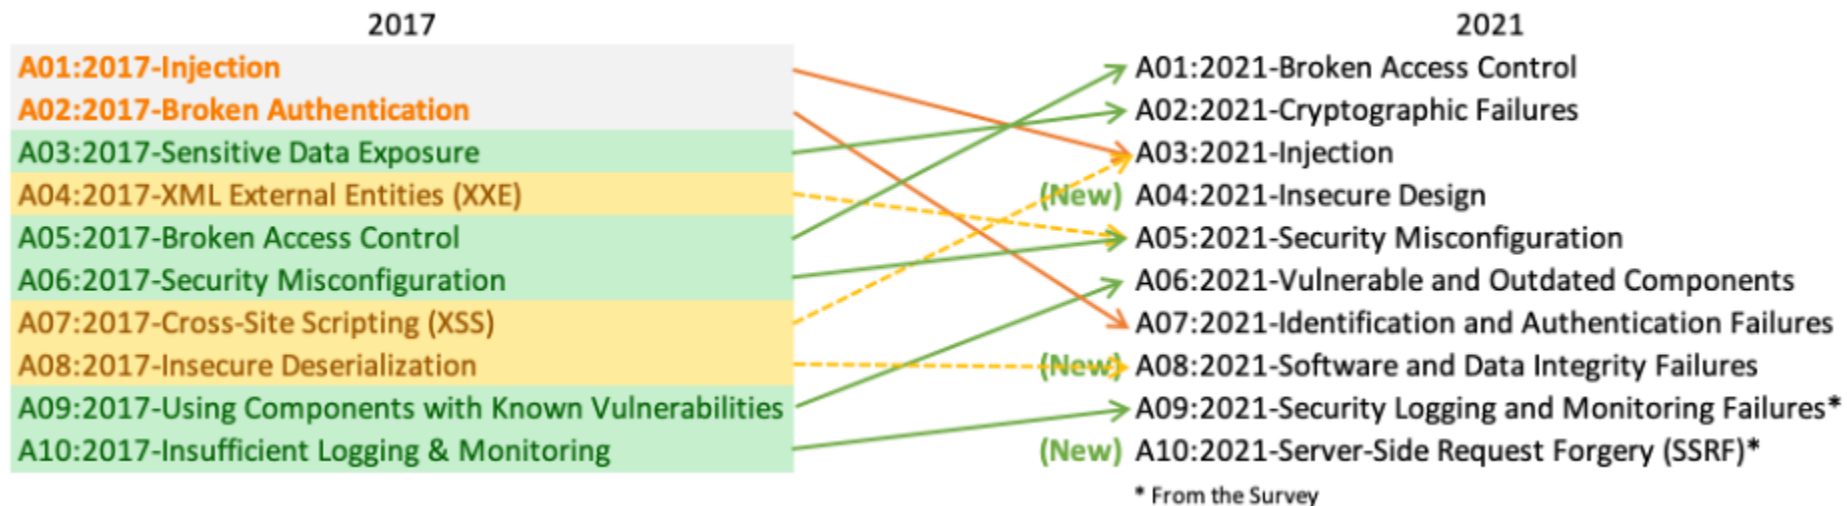 2017
A01:2017-Injection
A02:2017-Broken Authentication
A03:2017-Sensitive Data Exposure
A04:2017-XML External Entities (XXE)
A05:2017-Broken Access Control
A06:2017-Security Misconfiguration
A07:2017-Cross-Site Scripting (XSS)
A08:2017-Insecure Deserialization
A09:2017-Using Components with Known Vulnerabilities
A10:2017-Insufficient Logging & Monitoring
2021
A01:2021-Broken Access Control
A02:2021-Cryptographic Failures
A03:2021-Injection
(New) A04:2021-Insecure Design
A05:2021-Security Misconfiguration
A06:2021-Vulnerable and Outdated Components
A07:2021-Identification and Authentication Failures
(New) A08:2021-Software and Data Integrity Failures
A09:2021-Security Logging and Monitoring Failures*
(New) A10:2021-Server-Side Request Forgery (SSRF)*
* From the Survey